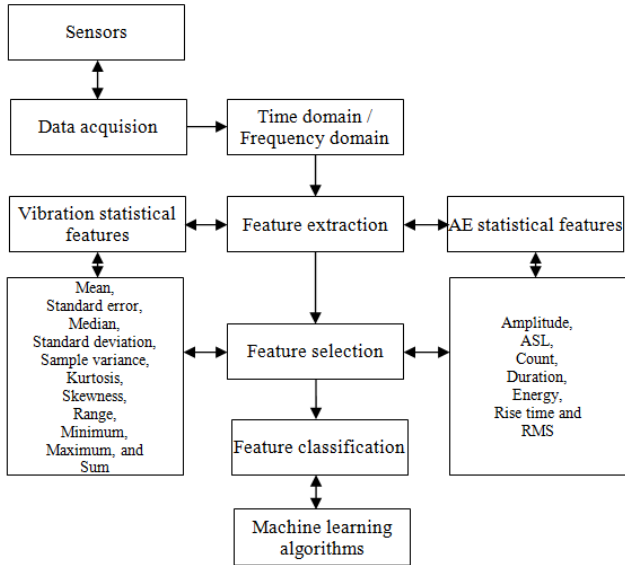 Sensors
Data acquision
Time domain /
Frequency domain
Vibration statistical
features
Feature extraction
AE statistical features
Mean,
Standard error,
Median,
Standard deviation,
Sample variance,
Kurtosis,
Skewness,
Range,
Minimum,
Maximum, and
Sum
Feature selection
Amplitude,
ASL,
Count,
Duration,
Energy,
Rise time and
RMS
Feature classification
Machine learning
algorithms